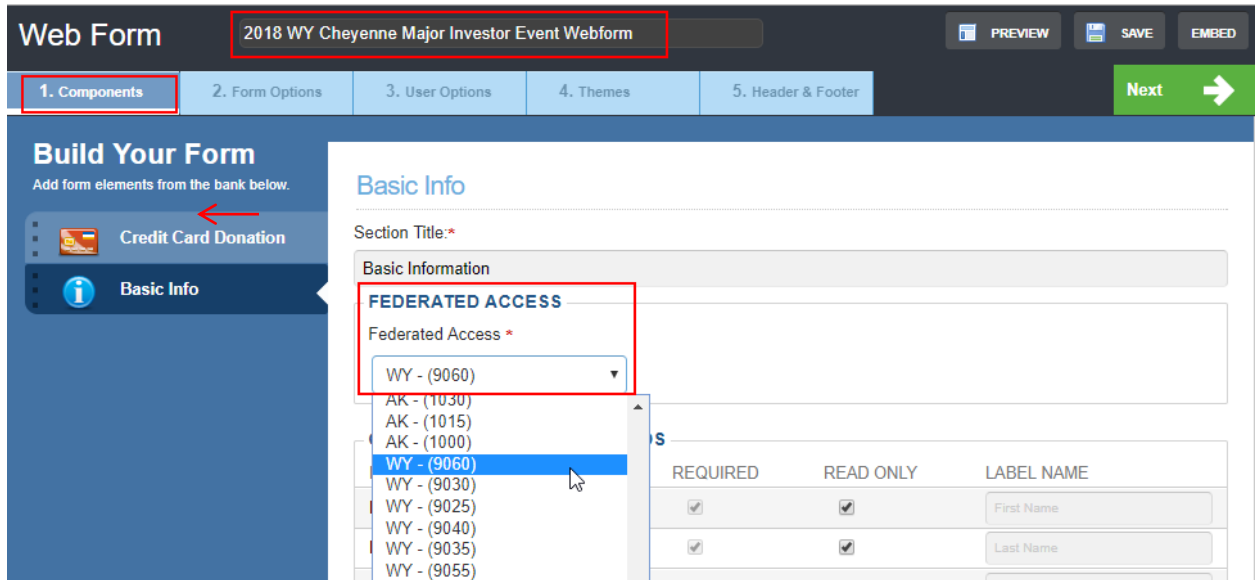 Web Form
2018 WY Cheyenne Major Investor Event Webform
PREVIEW
SAVE
EMBED
1. Components
2. Form Options
3. User Options
4. Themes
5. Header & Footer
Next
Build Your Form
Add form elements from the bank below.
Credit Card Donation
Basic Info
Basic Info
Section Title:*
Basic Information
FEDERATED ACCESS
Federated Access *
WY - (9060)
AK - (1030)
AK - (1015)
AK - (1000)
WY - (9060)
WY - (9030)
WY - (9025)
WY - (9040)
WY - (9035)
WY - (9055)
REQUIRED
READ ONLY
LABEL NAME
First Name
Last Name